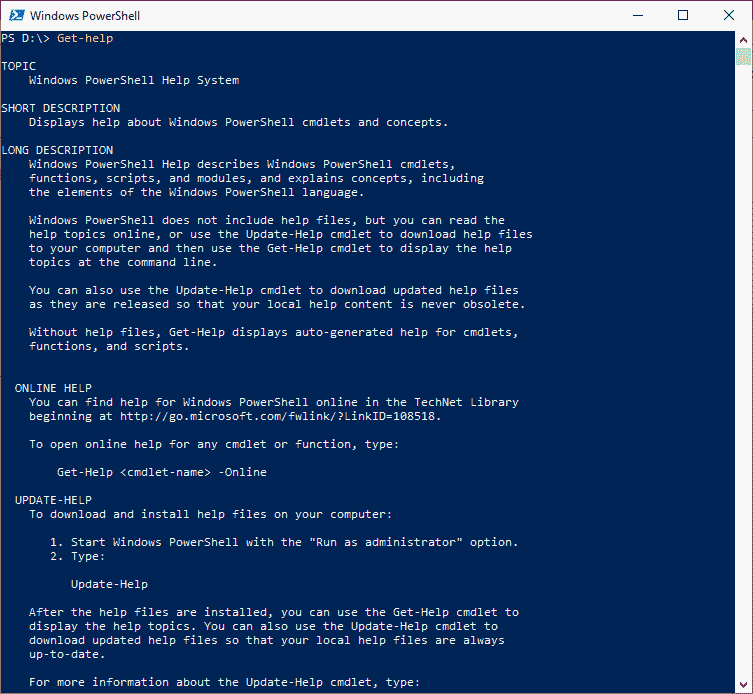 Windows PowerShell
PS D:\> Get-help
TOPIC
Windows PowerShell Help System
SHORT DESCRIPTION
Displays help about Windows PowerShell cmdlets and concepts.
LONG DESCRIPTION
Windows PowerShell Help describes Windows PowerShell cmdlets,
functions, scripts, and modules, and explains concepts, including
the elements of the Windows PowerShell language.
Windows PowerShell does not include help files, but you can read the
help topics online, or use the Update-Help cmdlet to download help files
to your computer and then use the Get-Help cmdlet to display the help
topics at the command line.
You can also use the Update-Help cmdlet to download updated help files
as they are released so that your local help content is never obsolete.
Without help files, Get-Help displays auto-generated help for cmdlets,
functions, and scripts.
ONLINE HELP
You can find help for Windows PowerShell online in the TechNet Library
beginning at http://go.microsoft.com/fwlink/?LinkID=108518.
To open online help for any cmdlet or function, type:
Get-Help <cmdlet-name> -Online
UPDATE-HELP
To download and install help files on your computer:
1. Start Windows PowerShell with the "Run as administrator" option.
2. Type:
Update-Help
After the help files are installed, you can use the Get-Help cmdlet to
display the help topics. You can also use the Update-Help cmdlet to
download updated help files so that your local help files are always
up-to-date.
For more information about the Update-Help cmdlet, type: